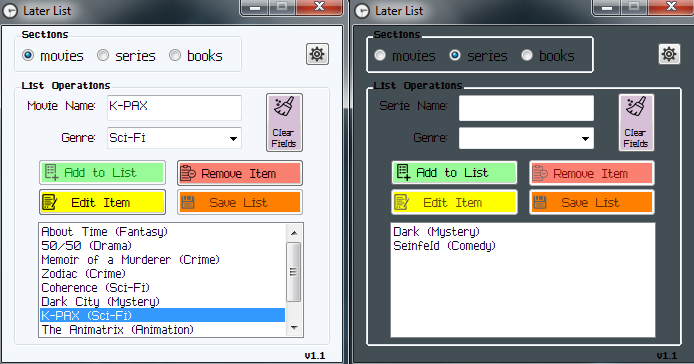 Later List
Sections
movies series books
List Operations
Movie Name: K-PAX
Genre: Sci-Fi
Clear
Fields
Add to List Remove Item
Edit Item Save List
About Time (Fantasy)
50/50 (Drama)
Memoir of a Murderer (Crime)
Zodiac (Crime)
Coherence (Sci-Fi)
Dark City (Mystery)
K-PAX (Sci-Fi)
The Animatrix (Animation)
v1.1
Later List
Sections
movies series books
List Operations
Serie Name:
Genre:
Clear
Fields
Add to List Remove Item
Edit Item Save List
Dark (Mystery)
Seinfeld (Comedy)
v1.1